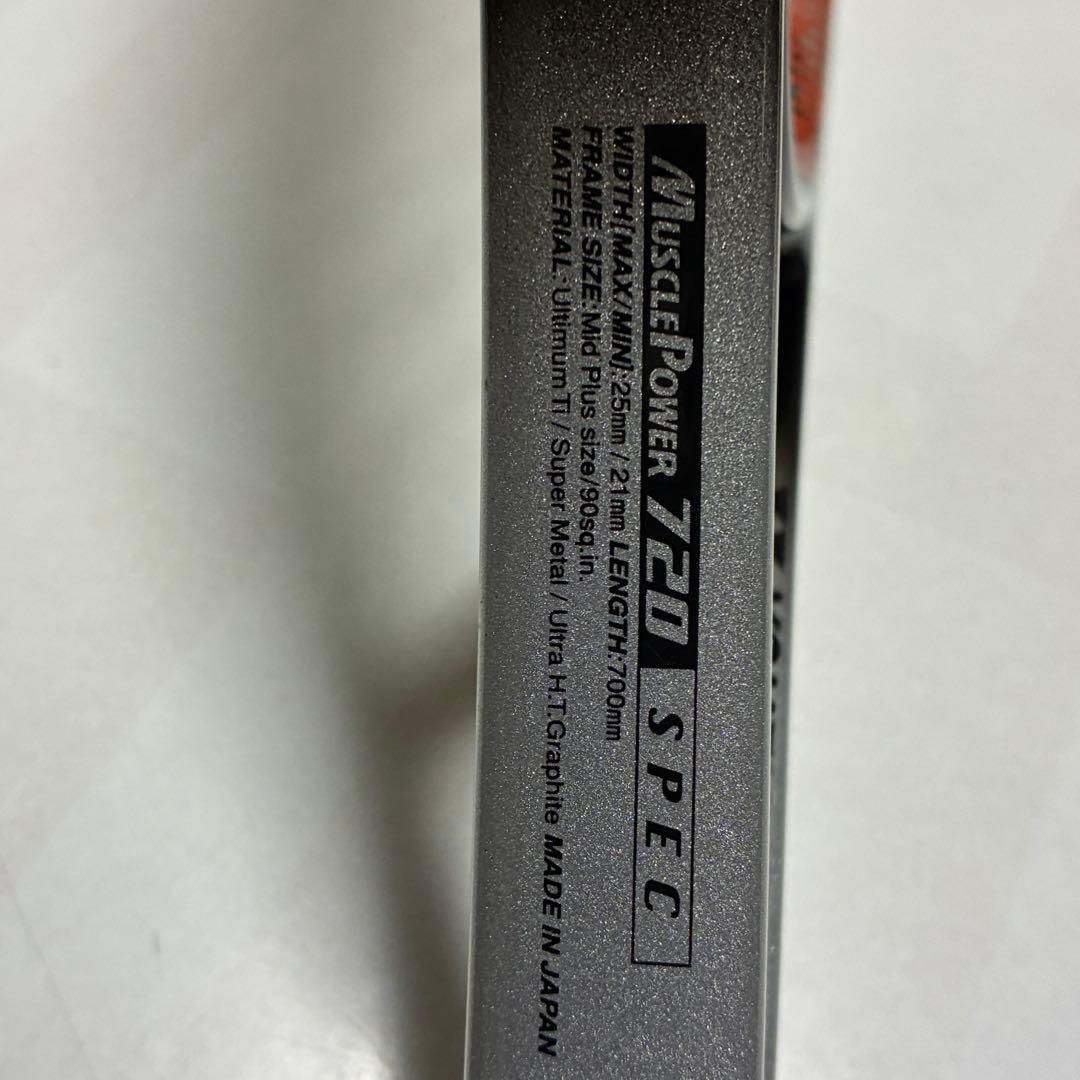 MUSCLEPOWER 720 SPEC
WIDTH[MAX/MIN]:25mm / 21mm LENGTH:700mm
FRAME SIZE:Mid Plus size/90sq.in.
MATERIAL:Ultimum Ti / Super Metal / Ultra H.T.Graphite MADE IN JAPAN